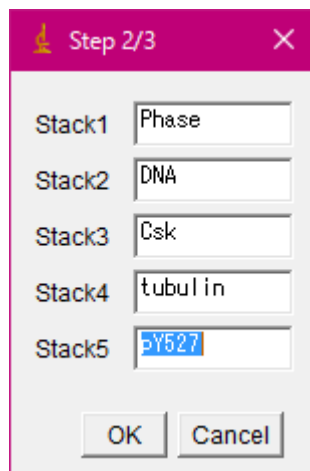 Step 2/3
Stack1 Phase
Stack2 DNA
Stack3 Csk
Stack4 tubulin
Stack5 pY527
OK Cancel